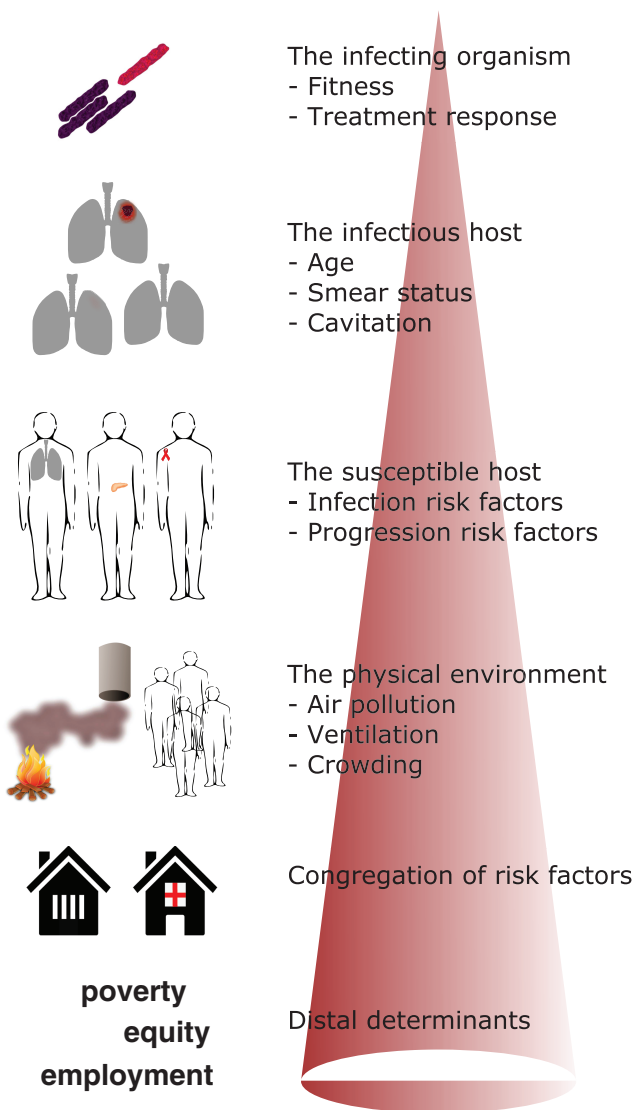 The infecting organism
- Fitness
- Treatment response
The infectious host
- Age
- Smear status
- Cavitation
The susceptible host
- Infection risk factors
- Progression risk factors
The physical environment
- Air pollution
- Ventilation
- Crowding
Congregation of risk factors
poverty
equity
employment
Distal determinants